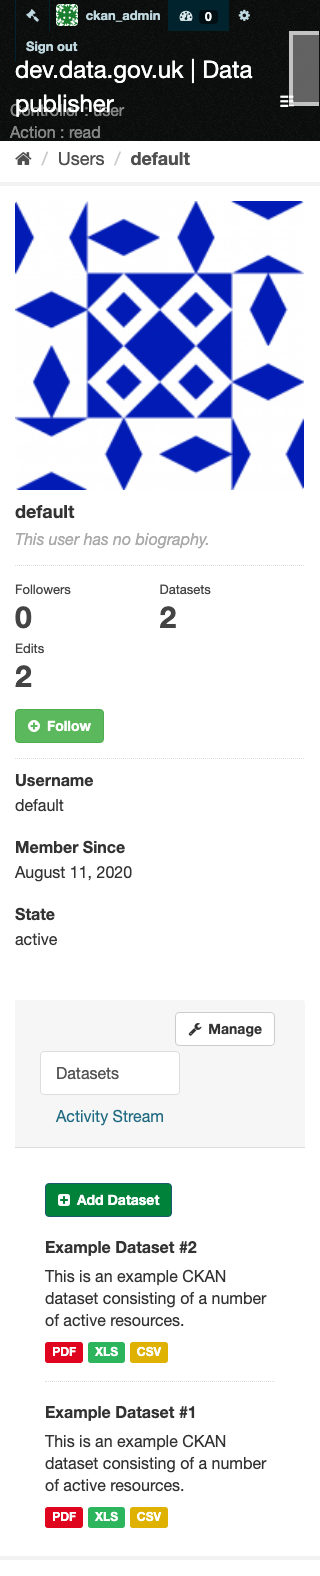 ckan_admin 0
Sign out
dev.data.gov.uk | Data
publisher
Controller : user
Action : read
/ Users / default
default
This user has no biography.
Followers Datasets
0 2
Edits
2
Follow
Username
default
Member Since
August 11, 2020
State
active
Manage
Datasets
Activity Stream
Add Dataset
Example Dataset #2
This is an example CKAN
dataset consisting of a number
of active resources.
PDF XLS CSV
Example Dataset #1
This is an example CKAN
dataset consisting of a number
of active resources.
PDF XLS CSV